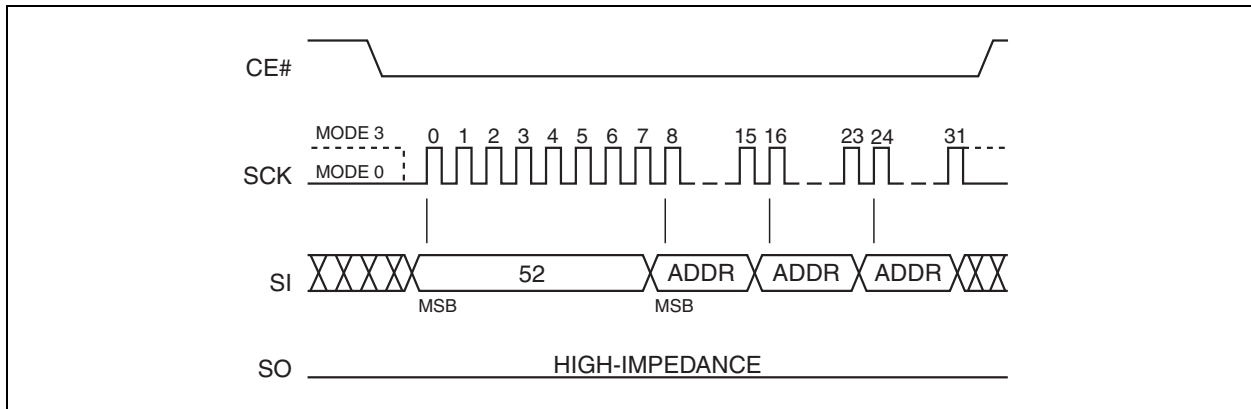 CE#
MODE 3
0 1 2 3 4 5 6 7 8 15 16 23 24 31
SCK
MODE 0
SI
52
ADDR
ADDR
ADDR
MSB
MSB
SO
HIGH-IMPEDANCE